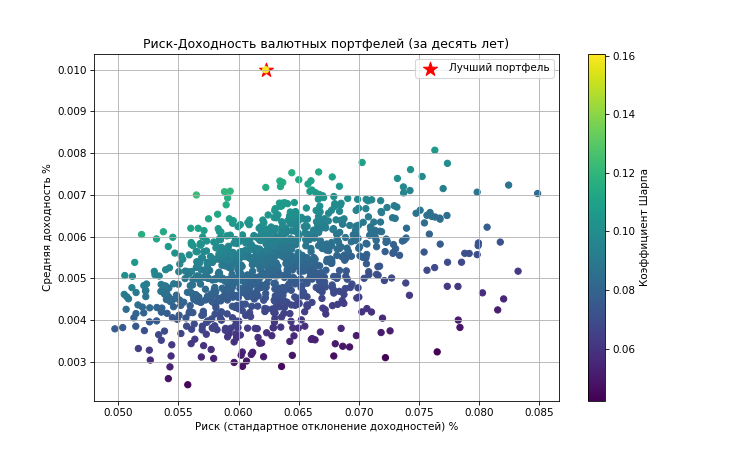 Риск-Доходность валютных портфелей (за десять лет)
Лучший портфель
0.010
0.009
0.008
0.007
0.006
0.005
0.004
0.003
Средняя доходность %
0.050 0.055 0.060 0.065 0.070 0.075 0.080 0.085
Риск (стандартное отклонение доходностей) %
0.16
0.14
0.12
0.10
0.08
0.06
Коэффициент Шарпа